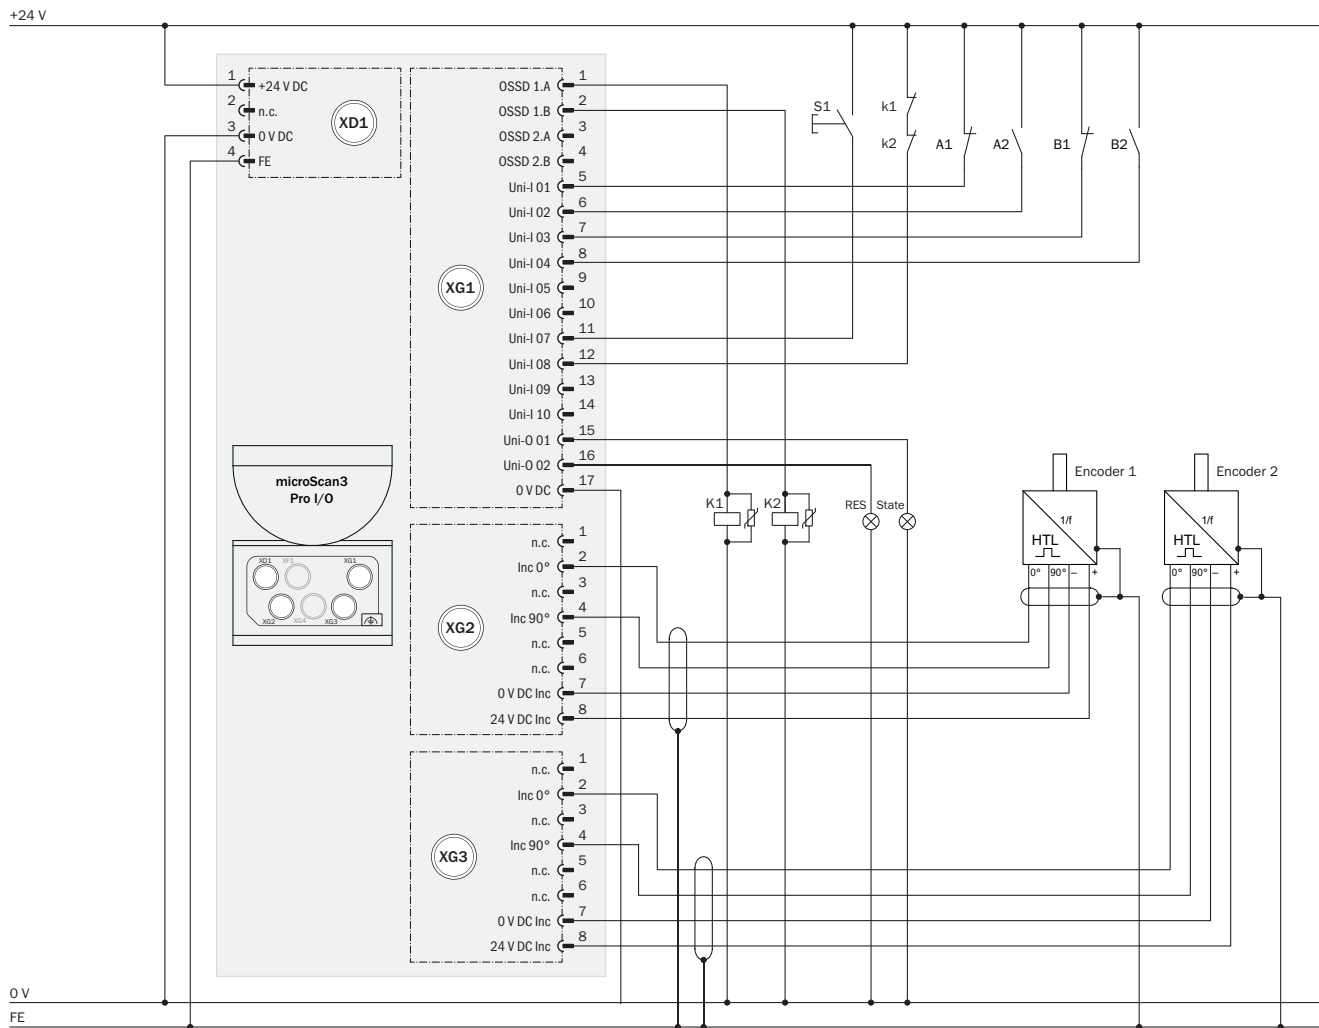 +24 V
1 +24 V DC
2 n.c.
3 0 V DC
4 FE
XD1
OSSD 1.A 1
OSSD 1.B 2
OSSD 2.A 3
OSSD 2.B 4
Uni-I 01 5
Uni-I 02 6
Uni-I 03 7
Uni-I 04 8
Uni-I 05 9
Uni-I 06 10
Uni-I 07 11
Uni-I 08 12
Uni-I 09 13
Uni-I 10 14
Uni-O 01 15
Uni-O 02 16
0 V DC 17
XG1
S1
k1
k2
A1
A2
B1
B2
microScan3
Pro I/O
XD1 XF1 XG1
XG2 XG4 XG3
K1
K2
RES State
Encoder 1
1/f
HTL
0° 90° – +
Encoder 2
1/f
HTL
0° 90° – +
n.c. 1
Inc 0° 2
n.c. 3
Inc 90° 4
n.c. 5
n.c. 6
0 V DC Inc 7
24 V DC Inc 8
XG2
n.c. 1
Inc 0° 2
n.c. 3
Inc 90° 4
n.c. 5
n.c. 6
0 V DC Inc 7
24 V DC Inc 8
XG3
0 V
FE